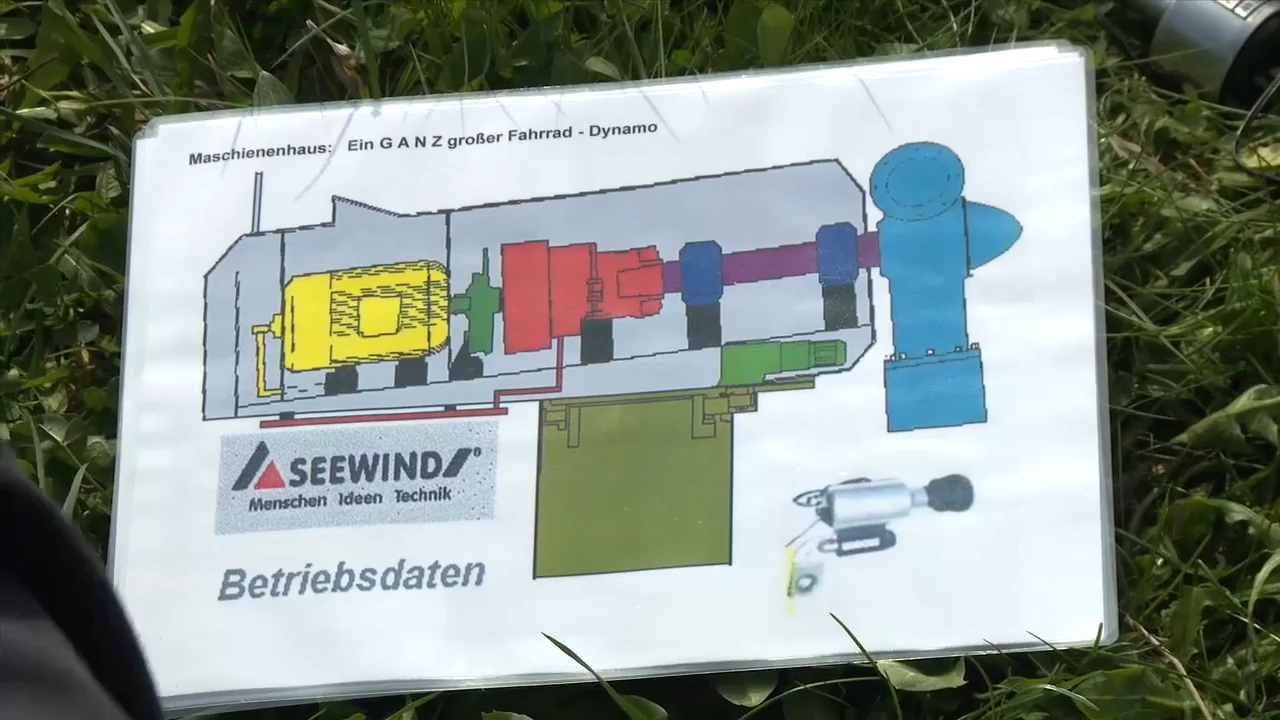 Maschienenhaus: Ein G A N Z großer Fahrrad - Dynamo
SEEWIND
Menschen Ideen Technik
Betriebsdaten